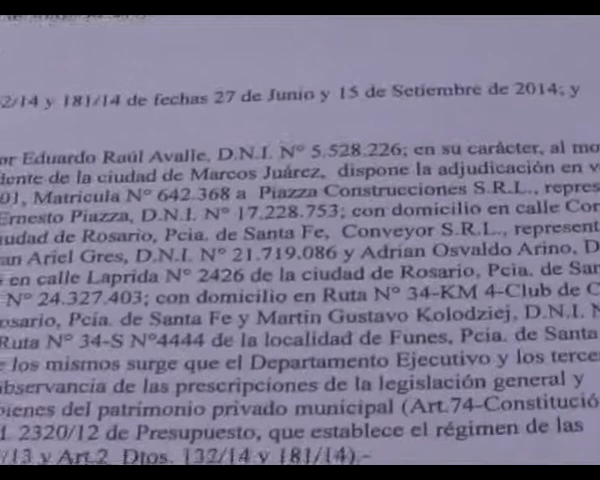 2/14 y 181/14 de fechas 27 de Junio y 15 de Setiembre de 2014; y
or Eduardo Raúl Avalle, D.N.I. N° 5.528.226; en su carácter, al mo
dente de la ciudad de Marcos Juárez, dispone la adjudicación en v
01, Matricula N° 642.368 a Piazza Construcciones S.R.L., repres
Ernesto Piazza, D.N.I. N° 17.228.753; con domicilio en calle Cor
iudad de Rosario, Pcia. de Santa Fe, Conveyor S.R.L., represent
an Ariel Gres, D.N.I. N° 21.719.086 y Adrian Osvaldo Arino, D
en calle Laprida N° 2426 de la ciudad de Rosario, Pcia. de San
N° 24.327.403; con domicilio en Ruta N° 34-KM 4-Club de C
osario, Pcia. de Santa Fe y Martin Gustavo Kolodziej, D.N.I. N
Ruta N° 34-S N°4444 de la localidad de Funes, Pcia. de Santa
e los mismos surge que el Departamento Ejecutivo y los tercer
observancia de las prescripciones de la legislación general y
bienes del patrimonio privado municipal (Art.74-Constitució
1. 2320/12 de Presupuesto, que establece el régimen de las
/13 y Art.2 Dtos. 132/14 y 181/14).-